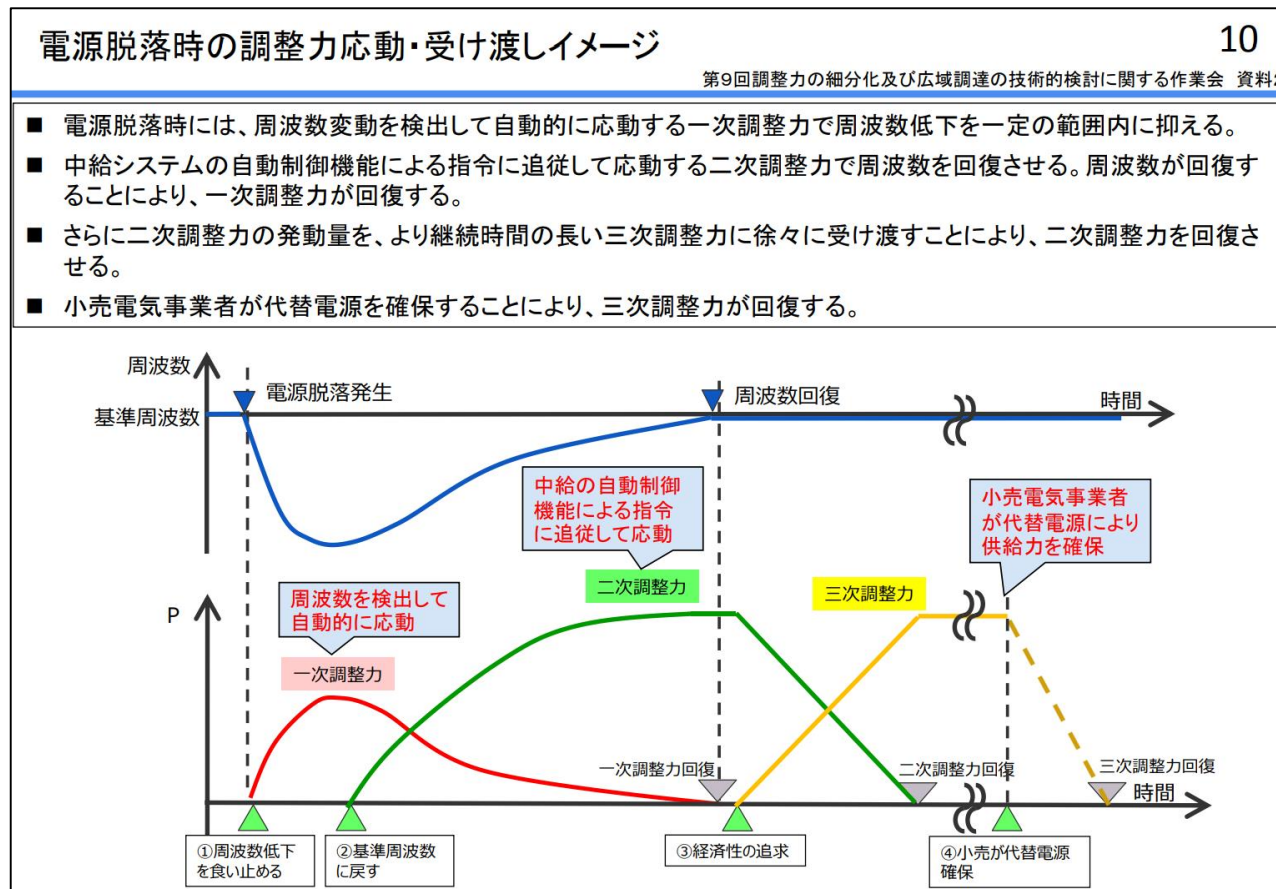 電源脱落時の調整力応動・受け渡しイメージ
10
第9回調整力の細分化及び広域調達の技術的検討に関する作業会 資料
■ 電源脱落時には、周波数変動を検出して自動的に応動する一次調整力で周波数低下を一定の範囲内に抑える。
■ 中給システムの自動制御機能による指令に追従して応動する二次調整力で周波数を回復させる。周波数が回復す
ることにより、一次調整力が回復する。
■ さらに二次調整力の発動量を、より継続時間の長い三次調整力に徐々に受け渡すことにより、二次調整力を回復さ
せる。
■ 小売電気事業者が代替電源を確保することにより、三次調整力が回復する。
周波数
電源脱落発生
周波数回復
時間
基準周波数
中給の自動制御
機能による指令
に追従して応動
小売電気事業者
が代替電源により
供給力を確保
二次調整力
三次調整力
P
周波数を検出して
自動的に応動
一次調整力
一次調整力回復
二次調整力回復
三次調整力回復
時間
①周波数低下
を食い止める
②基準周波数
に戻す
③経済性の追求
④小売が代替電源
確保